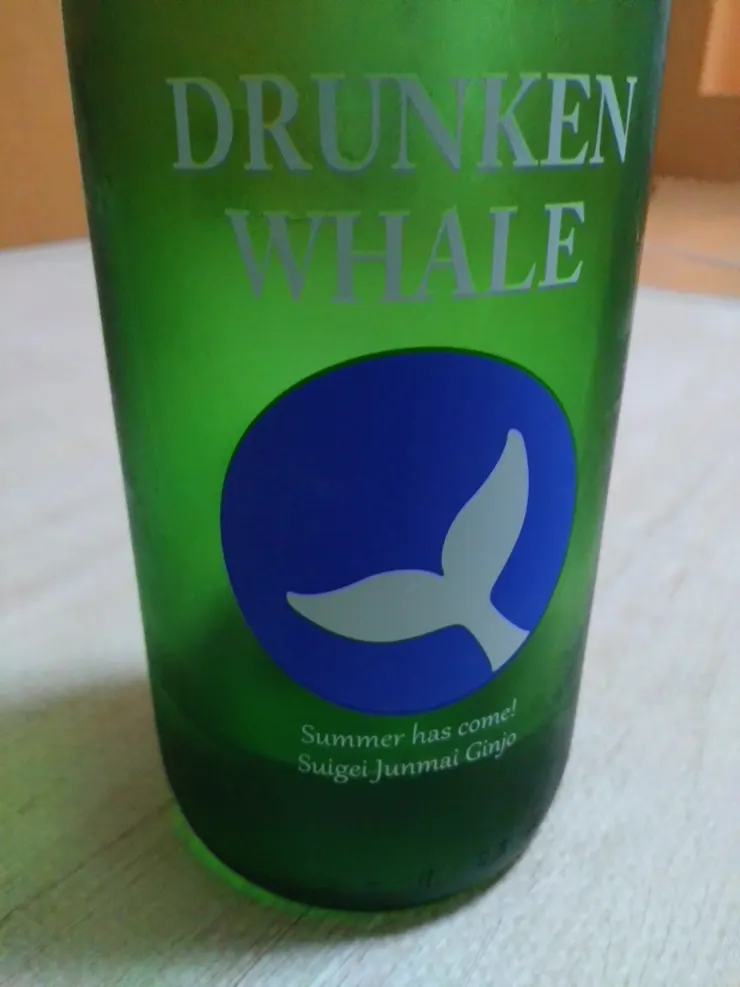 DRUNKEN
WHALE
Summer has come!
Suigei Junmai Ginjo